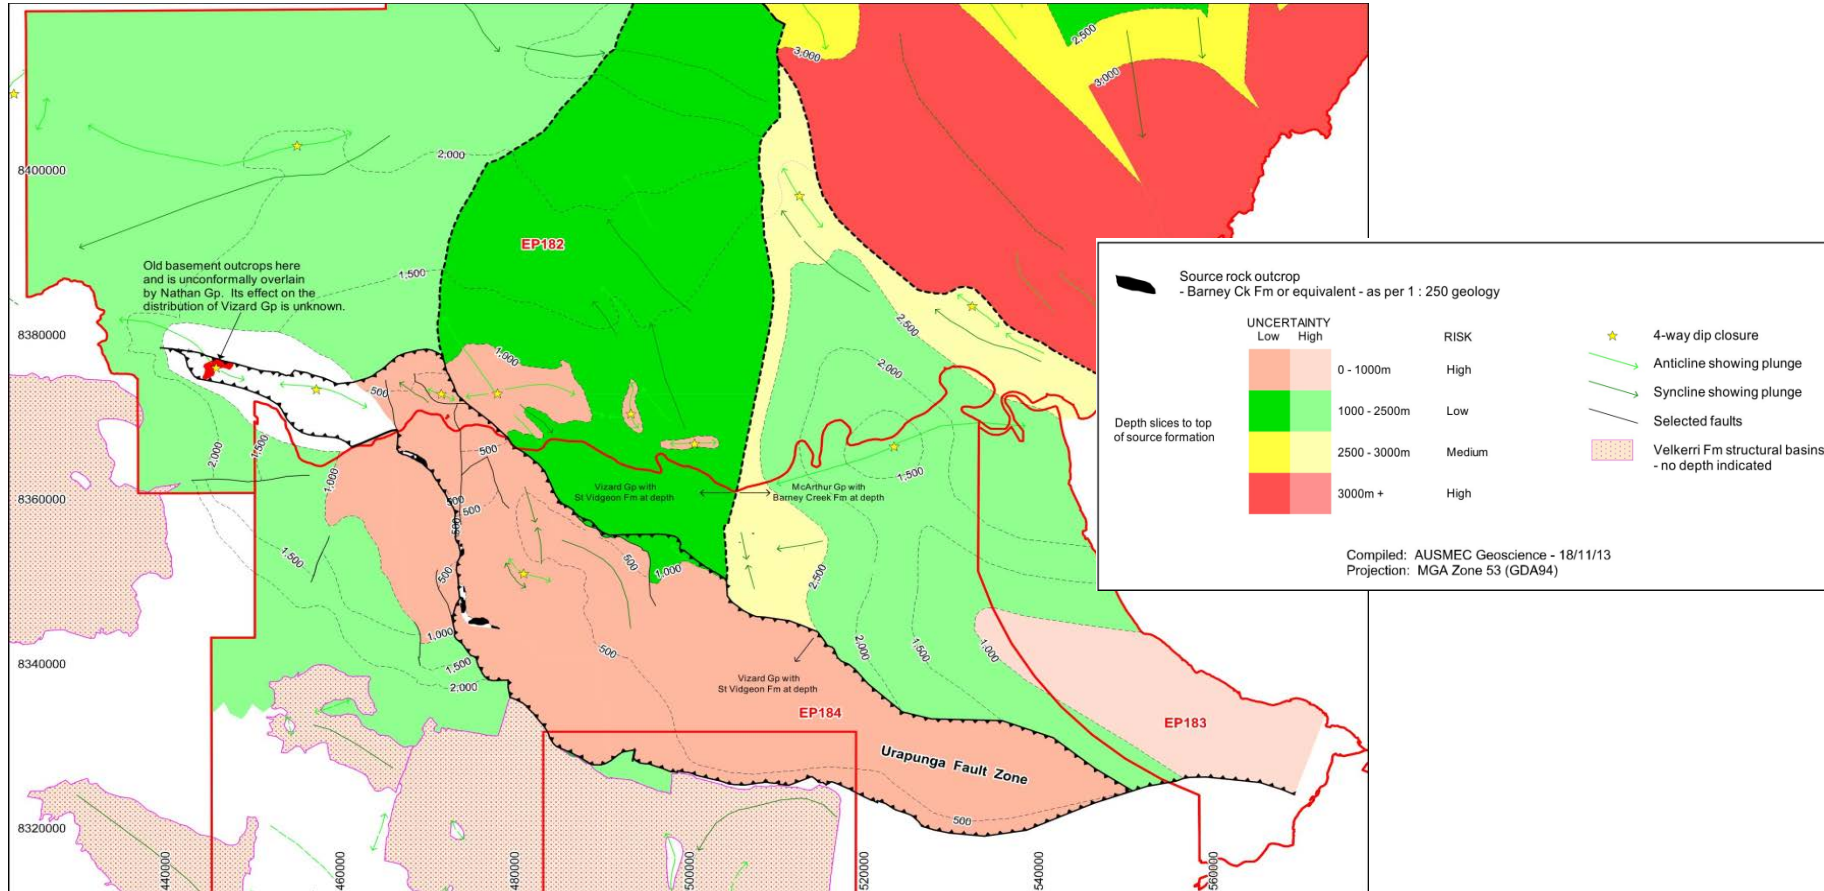 3,000
2,500
3,000
8400000
2,000
EP182
Old basement outcrops here
and is unconformally overlain
by Nathan Gp. Its effect on the
distribution of Vizard Gp is unknown.
1,500
2,500
8380000
1,000
2,000
500
500
2,000
1,500
1,000
1,500
Vizard Gp with
St Vidgeon Fm at depth
McArthur Gp with
Barney Creek Fm at depth
8360000
500
500
500
1,500
500
500
1,000
2,500
1,000
1,500
2,000
500
2,000
1,500
1,000
8340000
Vizard Gp with
St Vidgeon Fm at depth
EP184
EP183
Urapunga Fault Zone
500
8320000
440000
460000
480000
500000
520000
540000
560000
Source rock outcrop
- Barney Ck Fm or equivalent - as per 1 : 250 geology
UNCERTAINTY
Low High RISK
0 - 1000m High
1000 - 2500m Low
Depth slices to top
of source formation
2500 - 3000m Medium
3000m + High
4-way dip closure
Anticline showing plunge
Syncline showing plunge
Selected faults
Velkerri Fm structural basins
- no depth indicated
Compiled: AUSMEC Geoscience - 18/11/13
Projection: MGA Zone 53 (GDA94)